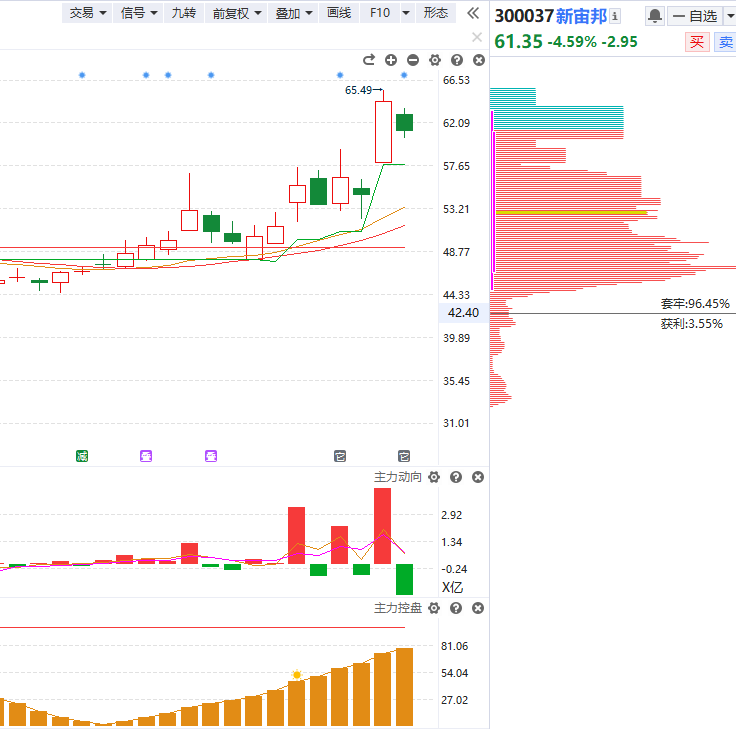 交易 信号 九转 前复权 叠加 画线 F10 形态
300037 新宙邦 自选
61.35 -4.59% -2.95 买 卖
66.53
65.49
62.09
57.65
53.21
48.77
44.33
42.40
39.89
35.45
31.01
套牢:96.45%
获利:3.55%
减
主力动向
2.92
1.34
-0.24
X亿
主力控盘
81.06
54.04
27.02